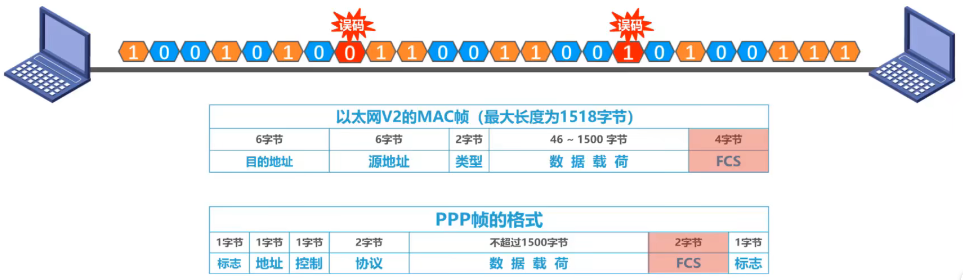 误码 误码
1 0 0 1 0 1 0 0 1 1 0 0 1 1 0 0 1 0 1 0 0 1 1 1
以太网V2的MAC帧（最大长度为1518字节）
6字节 6字节 2字节 46 ~ 1500 字节 4字节
目的地址 源地址 类型 数 据 载 荷 FCS
PPP帧的格式
1字节 1字节 1字节 2字节 不超过1500字节 2字节 1字节
标志 地址 控制 协议 数 据 载 荷 FCS 标志